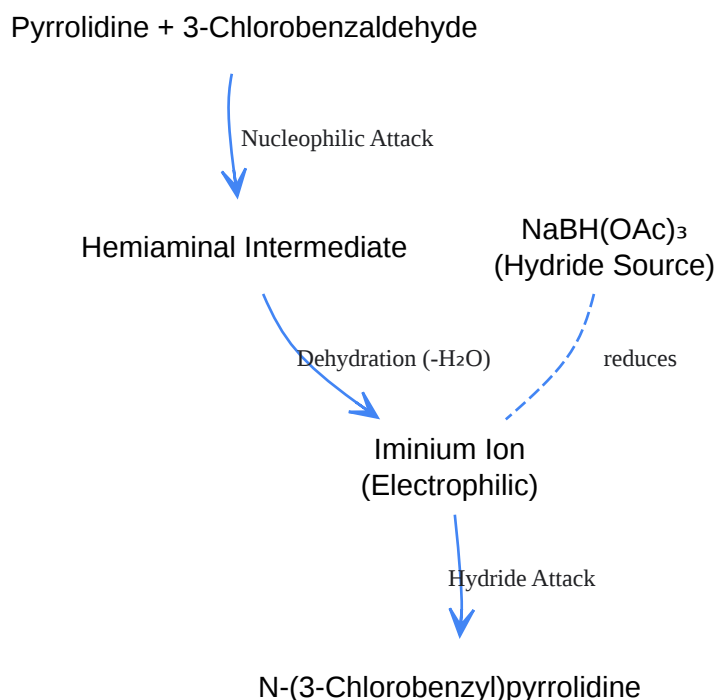 Pyrrolidine + 3-Chlorobenzaldehyde
Nucleophilic Attack
Hemiaminal Intermediate
NaBH(OAc)₃
(Hydride Source)
Dehydration (-H₂O)
reduces
Iminium Ion
(Electrophilic)
Hydride Attack
N-(3-Chlorobenzyl)pyrrolidine